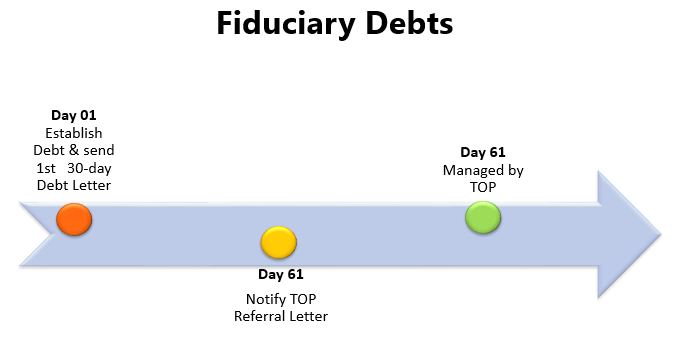 Fiduciary Debts
Day 01
Establish
Debt & send
1st 30-day
Debt Letter
Day 61
Notify TOP
Referral Letter
Day 61
Managed by
TOP